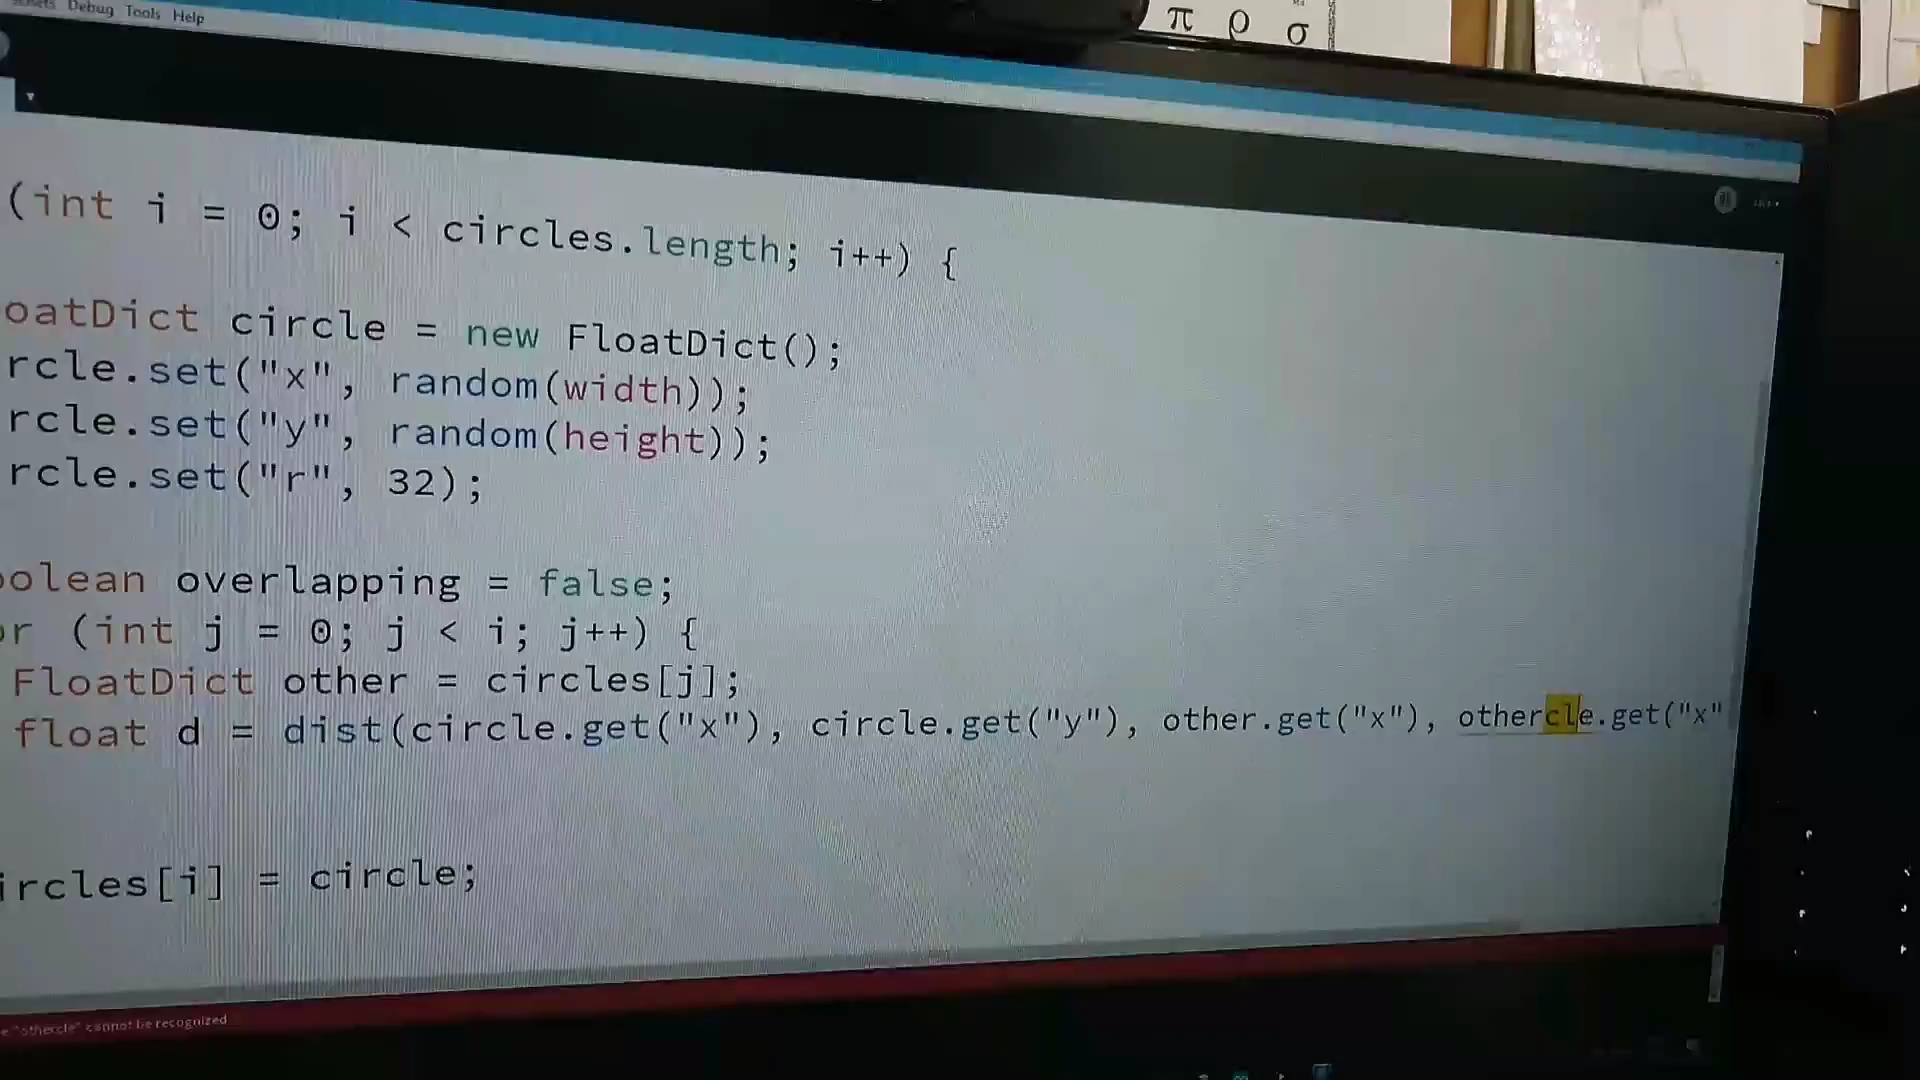 Debug Tools Help
π ρ σ
(int i = 0; i < circles.length; i++) {
oatDict circle = new FloatDict();
rcle.set("x", random(width));
rcle.set("y", random(height));
rcle.set("r", 32);
olean overlapping = false;
or (int j = 0; j < i; j++) {
FloatDict other = circles[j];
float d = dist(circle.get("x"), circle.get("y"), other.get("x"), othercle.get("x"
ircles[i] = circle;
e "othercle" cannot be recognized